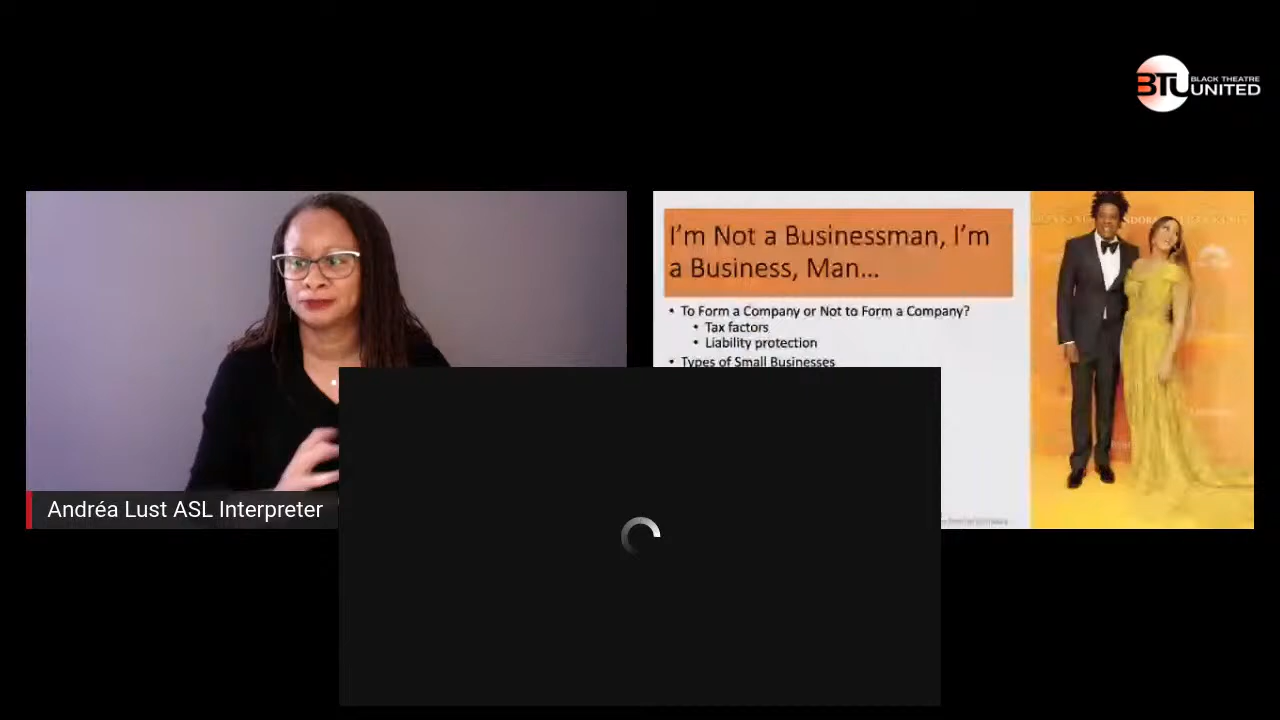 BTU BLACK THEATRE
UNITED
I'm Not a Businessman, I'm
a Business, Man...
• To Form a Company or Not to Form a Company?
• Tax factors
• Liability protection
• Types of Small Businesses
Andréa Lust ASL Interpreter